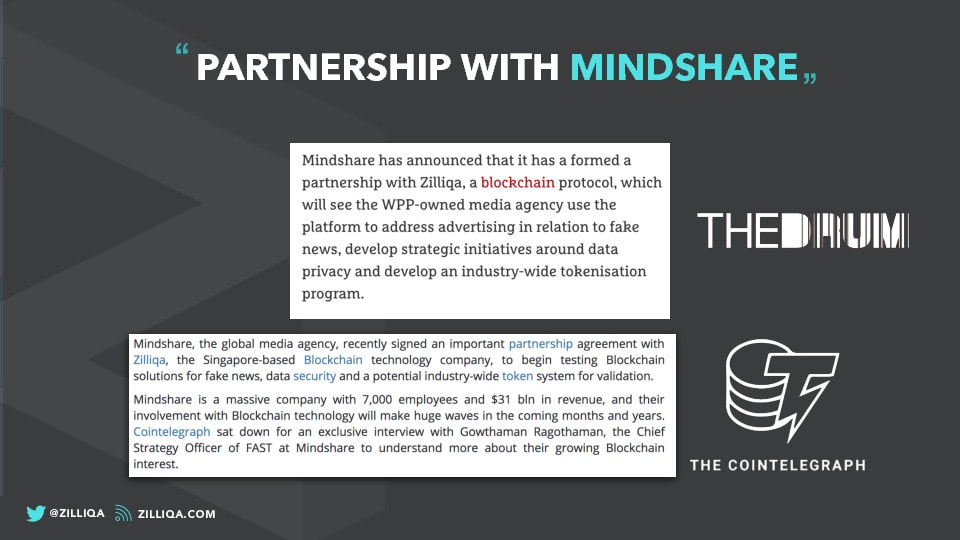 “ PARTNERSHIP WITH MINDSHARE „
Mindshare has announced that it has a formed a
partnership with Zilliqa, a blockchain protocol, which
will see the WPP-owned media agency use the
platform to address advertising in relation to fake
news, develop strategic initiatives around data
privacy and develop an industry-wide tokenisation
program.
THEDRUM
Mindshare, the global media agency, recently signed an important partnership agreement with
Zilliqa, the Singapore-based Blockchain technology company, to begin testing Blockchain
solutions for fake news, data security and a potential industry-wide token system for validation.
Mindshare is a massive company with 7,000 employees and $31 bln in revenue, and their
involvement with Blockchain technology will make huge waves in the coming months and years.
Cointelegraph sat down for an exclusive interview with Gowthaman Ragothaman, the Chief
Strategy Officer of FAST at Mindshare to understand more about their growing Blockchain
interest.
THE COINTELEGRAPH
@ZILLIQA ZILLIQA.COM